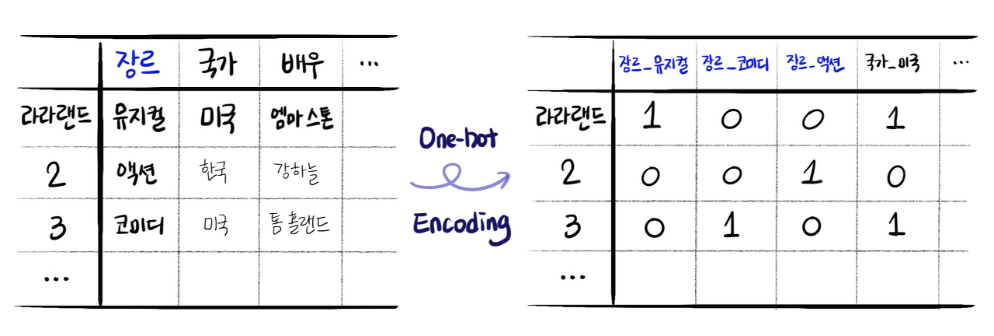 장르 국가 배우 ...
라라랜드 뮤지컬 미국 엠마스톤
2 액션 한국 강하늘
3 코미디 미국 톰 홀랜드
...
One-hot
Encoding
장르_뮤지컬 장르_코미디 장르_액션 국가_미국 ...
라라랜드 1 0 0 1
2 0 0 1 0
3 0 1 0 1
...